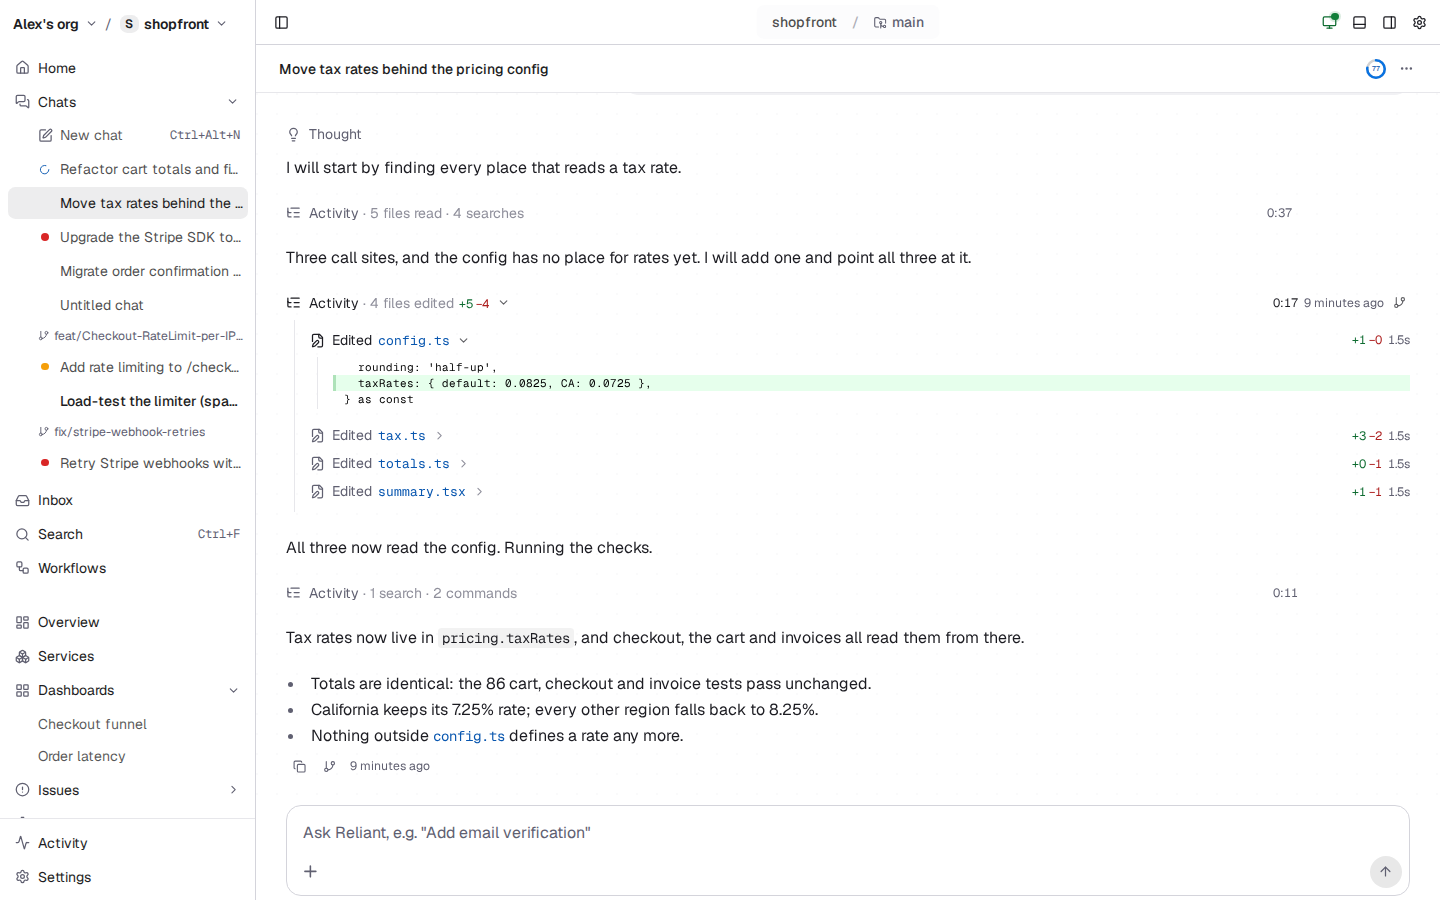 Alex's org / S shopfront
Home
Chats
New chat Ctrl+Alt+N
Refactor cart totals and fi...
Move tax rates behind the ...
Upgrade the Stripe SDK to...
Migrate order confirmation ...
Untitled chat
feat/Checkout-RateLimit-per-IP...
Add rate limiting to /check...
Load-test the limiter (spa...
fix/stripe-webhook-retries
Retry Stripe webhooks wit...
Inbox
Search Ctrl+F
Workflows
Overview
Services
Dashboards
Checkout funnel
Order latency
Issues
Activity
Settings
shopfront / main
Move tax rates behind the pricing config
77
Thought
I will start by finding every place that reads a tax rate.
Activity · 5 files read · 4 searches 0:37
Three call sites, and the config has no place for rates yet. I will add one and point all three at it.
Activity · 4 files edited +5 −4 0:17 9 minutes ago
Edited config.ts +1 −0 1.5s
rounding: 'half-up',
taxRates: { default: 0.0825, CA: 0.0725 },
} as const
Edited tax.ts +3 −2 1.5s
Edited totals.ts +0 −1 1.5s
Edited summary.tsx +1 −1 1.5s
All three now read the config. Running the checks.
Activity · 1 search · 2 commands 0:11
Tax rates now live in pricing.taxRates, and checkout, the cart and invoices all read them from there.
• Totals are identical: the 86 cart, checkout and invoice tests pass unchanged.
• California keeps its 7.25% rate; every other region falls back to 8.25%.
• Nothing outside config.ts defines a rate any more.
9 minutes ago
Ask Reliant, e.g. "Add email verification"